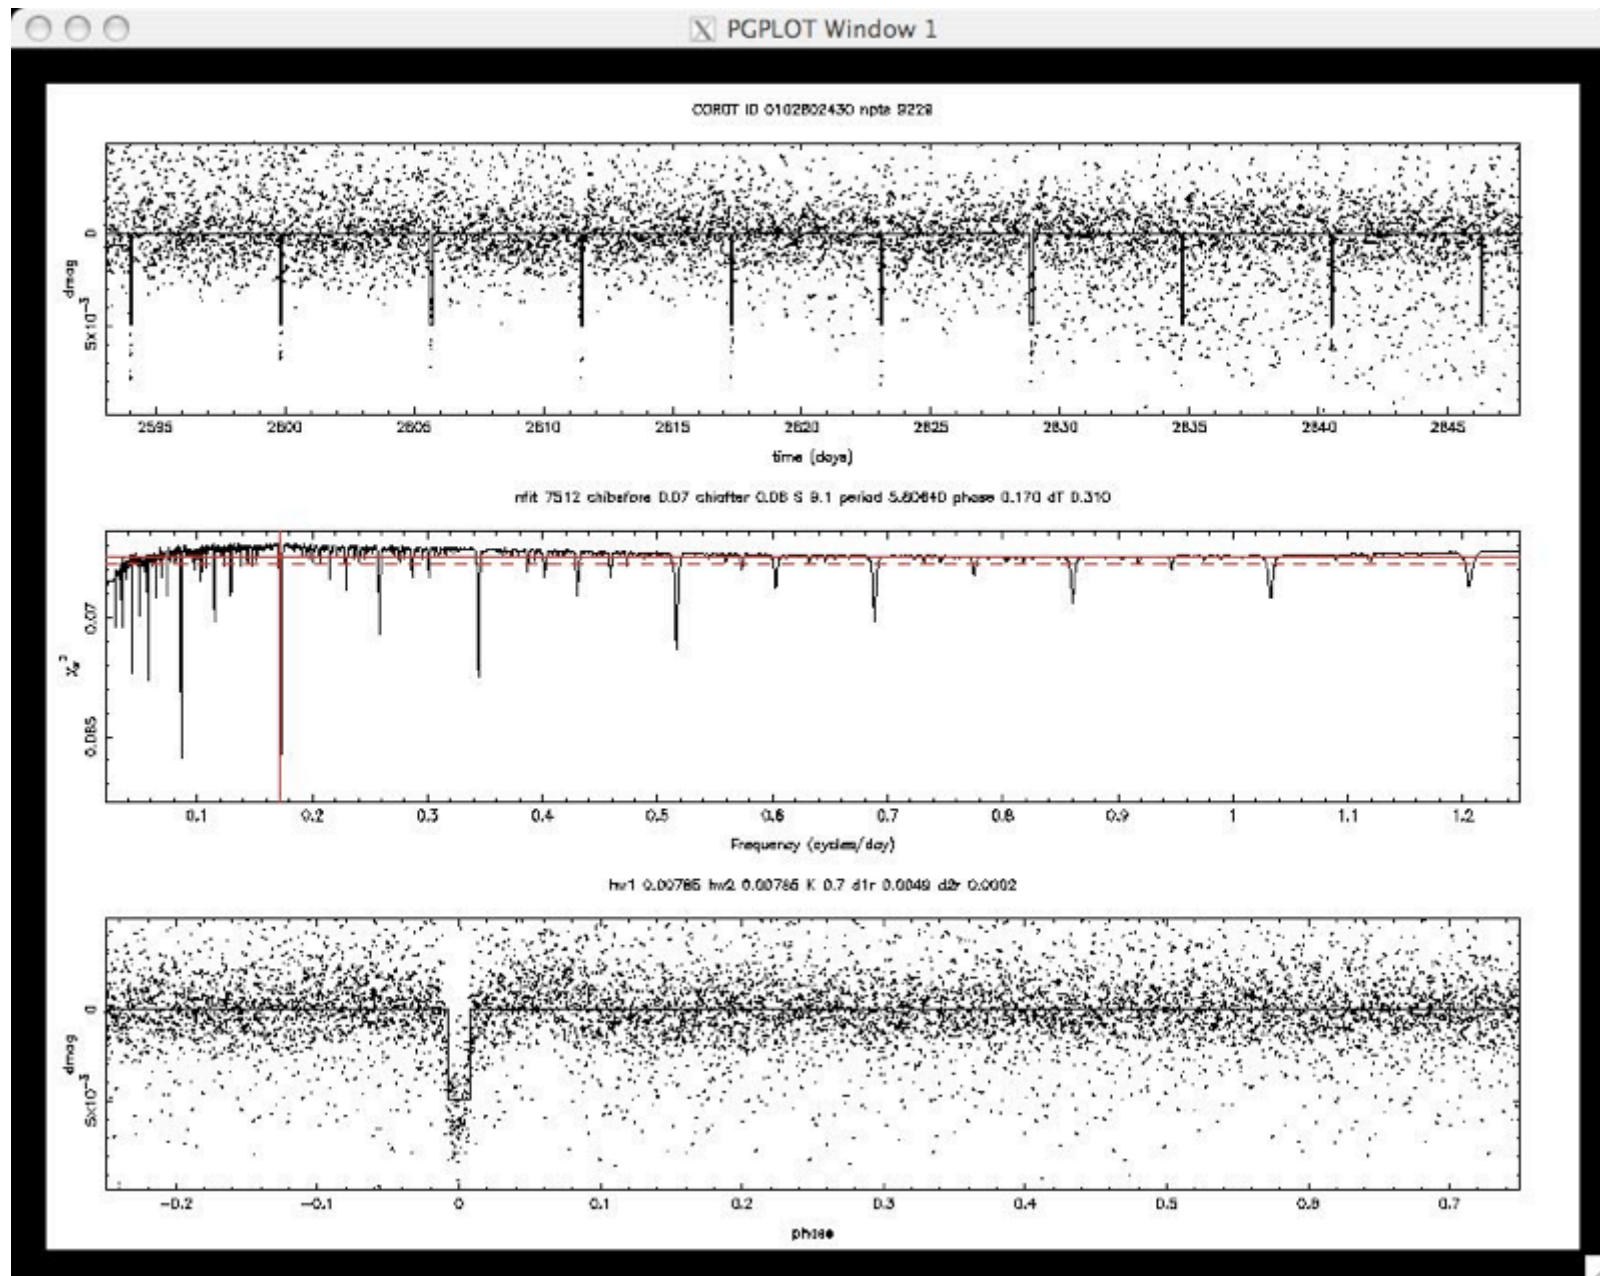 PGPLOT Window 1
COROT ID 0102802430 npts 9229
0
5x10⁻³
dmag
2595 2600 2605 2610 2615 2620 2625 2630 2635 2640 2645
time (days)
nfit 7512 chibefore 0.07 chiafter 0.06 S 9.1 period 5.80640 phase 0.170 dT 0.310
0.07
0.065
0.1 0.2 0.3 0.4 0.5 0.6 0.7 0.8 0.9 1 1.1 1.2
Frequency (cycles/day)
hw1 0.00785 hw2 0.00785 K 0.7 d1r 0.0049 d2r 0.0002
0
5x10⁻³
dmag
-0.2 -0.1 0 0.1 0.2 0.3 0.4 0.5 0.6 0.7
phase